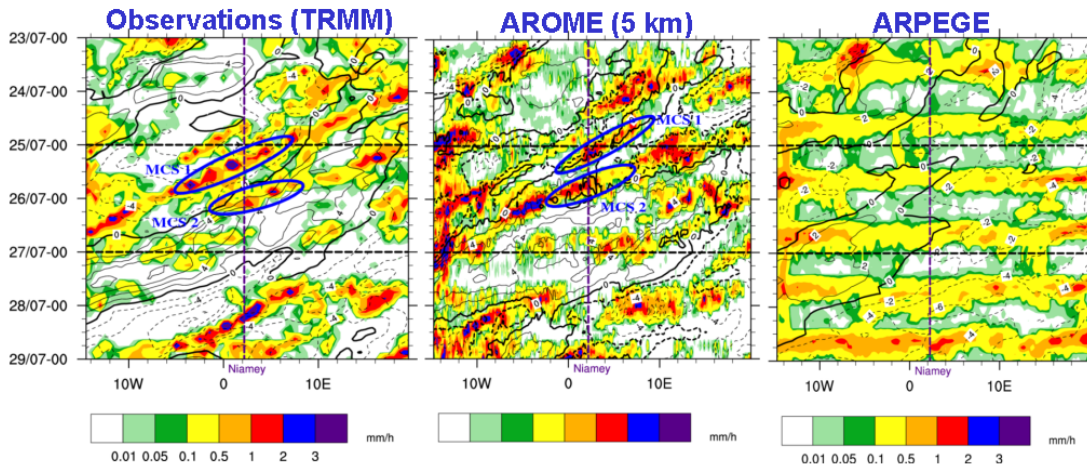 Observations (TRMM)
AROME (5 km)
ARPEGE
23/07-00
24/07-00
25/07-00
26/07-00
27/07-00
28/07-00
29/07-00
MCS 1
MCS 2
MCS 1
MCS 2
10W 0 10E
Niamey
10W 0 10E
Niamey
10W 0 10E
Niamey
0.01 0.05 0.1 0.5 1 2 3 mm/h
mm/h
0.01 0.05 0.1 0.5 1 2 3 mm/h